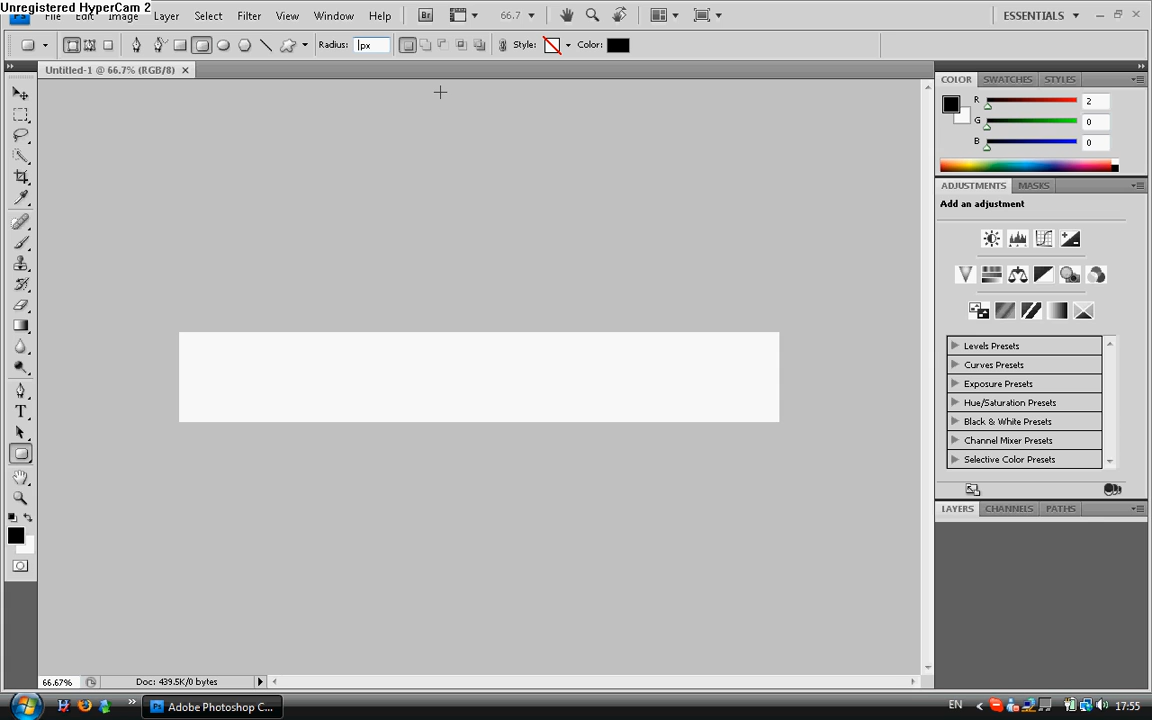 Unregistered HyperCam 2
Ps File Edit Image Layer Select Filter View Window Help Br 66.7 ESSENTIALS
Radius: px Style: Color:
Untitled-1 @ 66.7% (RGB/8)
COLOR SWATCHES STYLES
R 2
G 0
B 0
ADJUSTMENTS MASKS
Add an adjustment
Levels Presets
Curves Presets
Exposure Presets
Hue/Saturation Presets
Black & White Presets
Channel Mixer Presets
Selective Color Presets
T
LAYERS CHANNELS PATHS
66.67% Doc: 439.5K/0 bytes
Ps Adobe Photoshop C... EN 17:55